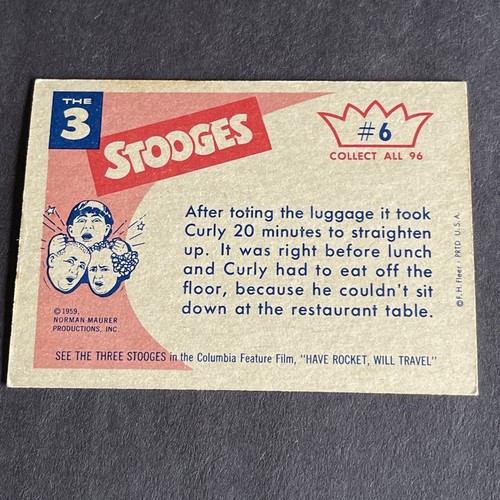 THE
3
STOOGES
#6
COLLECT ALL 96
After toting the luggage it took
Curly 20 minutes to straighten
up. It was right before lunch
and Curly had to eat off the
floor, because he couldn't sit
down at the restaurant table.
©1959,
NORMAN MAURER
PRODUCTIONS, INC.
©F.H. Fleer / PRTD U.S.A.
SEE THE THREE STOOGES in the Columbia Feature Film, "HAVE ROCKET, WILL TRAVEL"